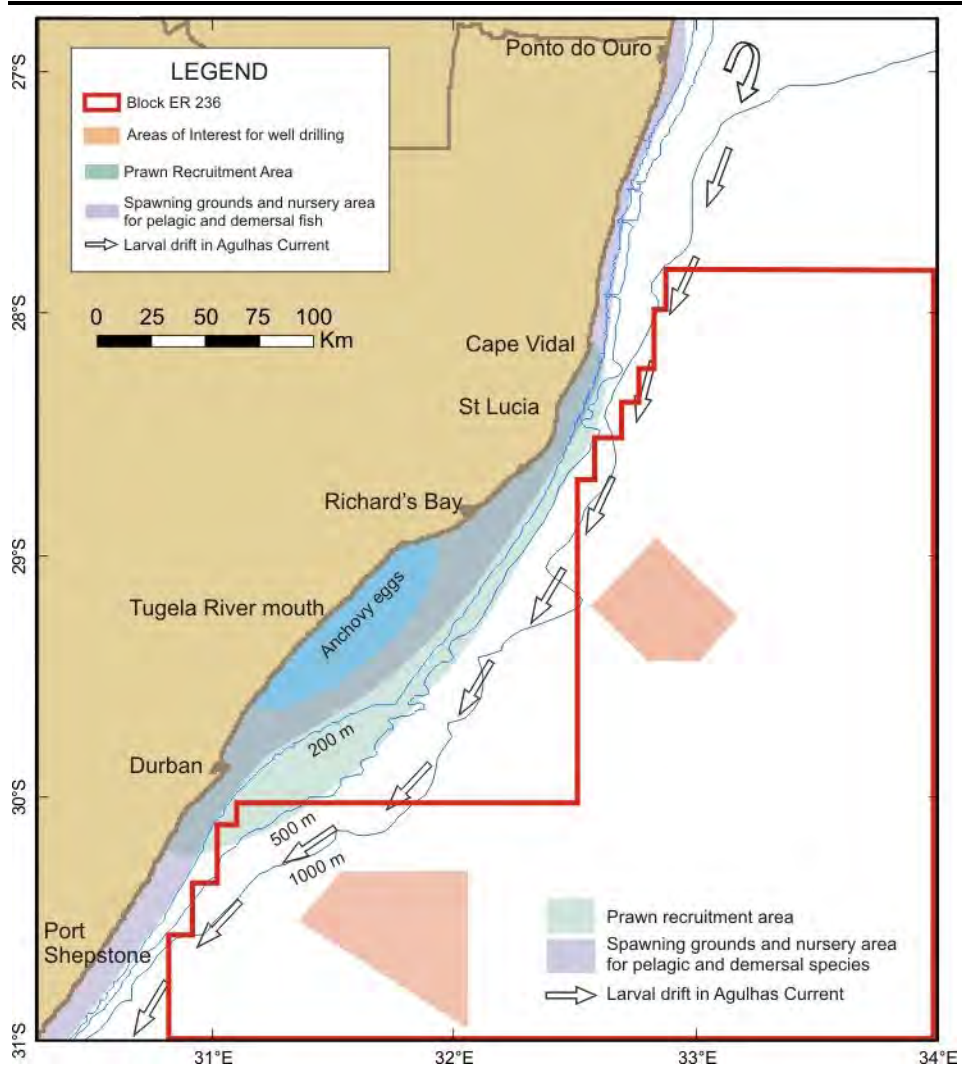 Ponto do Ouro
27°S
LEGEND
Block ER 236
Areas of Interest for well drilling
Prawn Recruitment Area
Spawning grounds and nursery area
for pelagic and demersal fish
Larval drift in Agulhas Current
28°S
0 25 50 75 100
Km
Cape Vidal
St Lucia
Richard's Bay
29°S
Anchovy eggs
Tugela River mouth
200 m
Durban
30°S
500 m
1000 m
Port
Shepstone
Prawn recruitment area
Spawning grounds and nursery area
for pelagic and demersal species
Larval drift in Agulhas Current
31°S
31°E 32°E 33°E 34°E